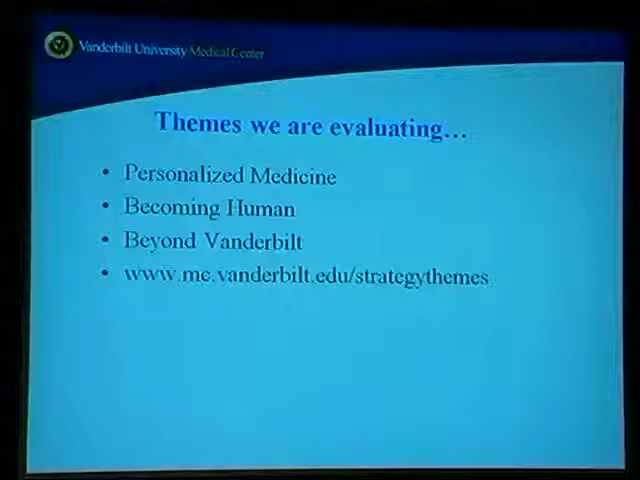 Vanderbilt University Medical Center
Themes we are evaluating…
• Personalized Medicine
• Becoming Human
• Beyond Vanderbilt
• www.mc.vanderbilt.edu/strategythemes